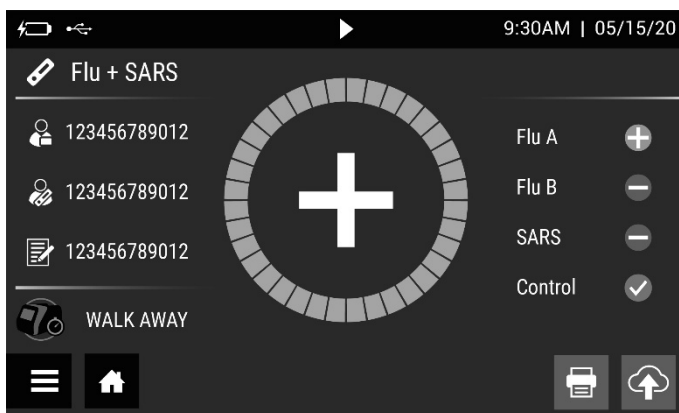 9:30AM | 05/15/20
Flu + SARS
123456789012
123456789012
123456789012
WALK AWAY
Flu A
Flu B
SARS
Control